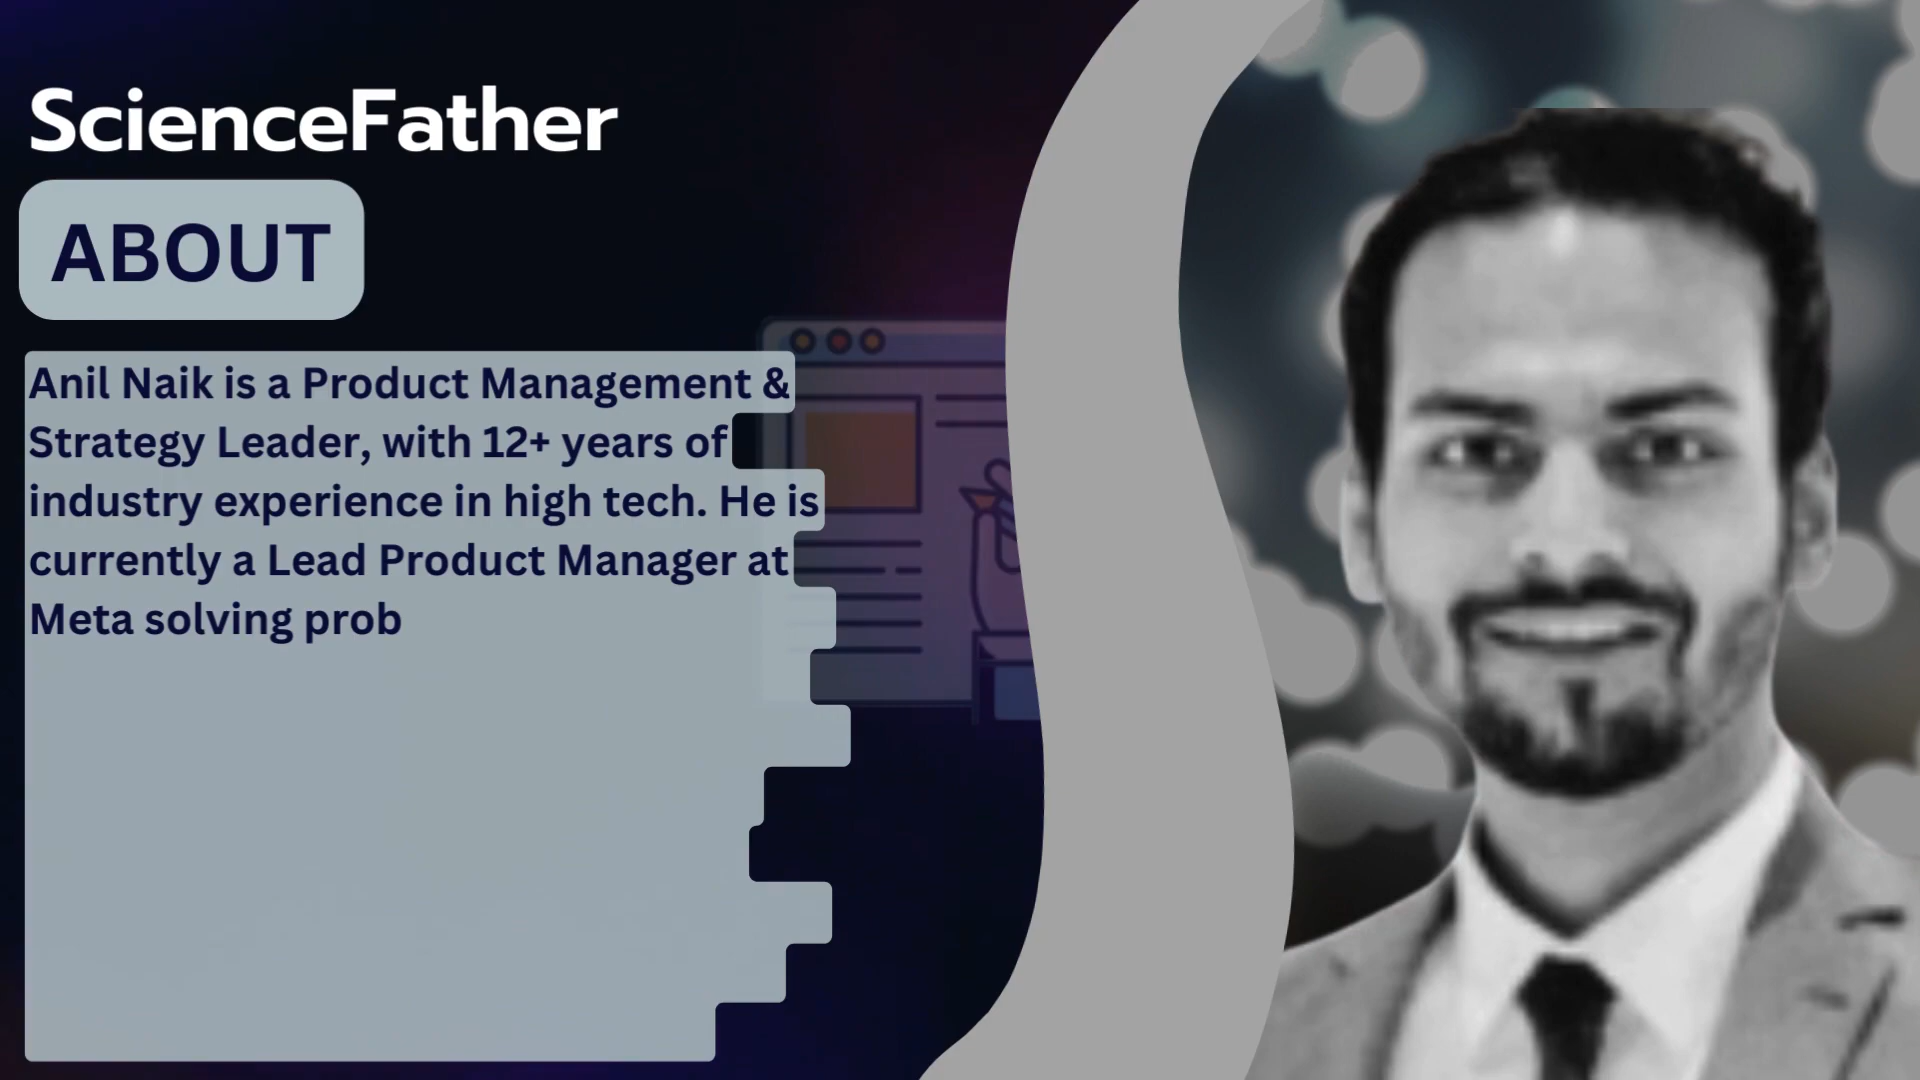 ScienceFather
ABOUT
Anil Naik is a Product Management &
Strategy Leader, with 12+ years of
industry experience in high tech. He is
currently a Lead Product Manager at
Meta solving prob